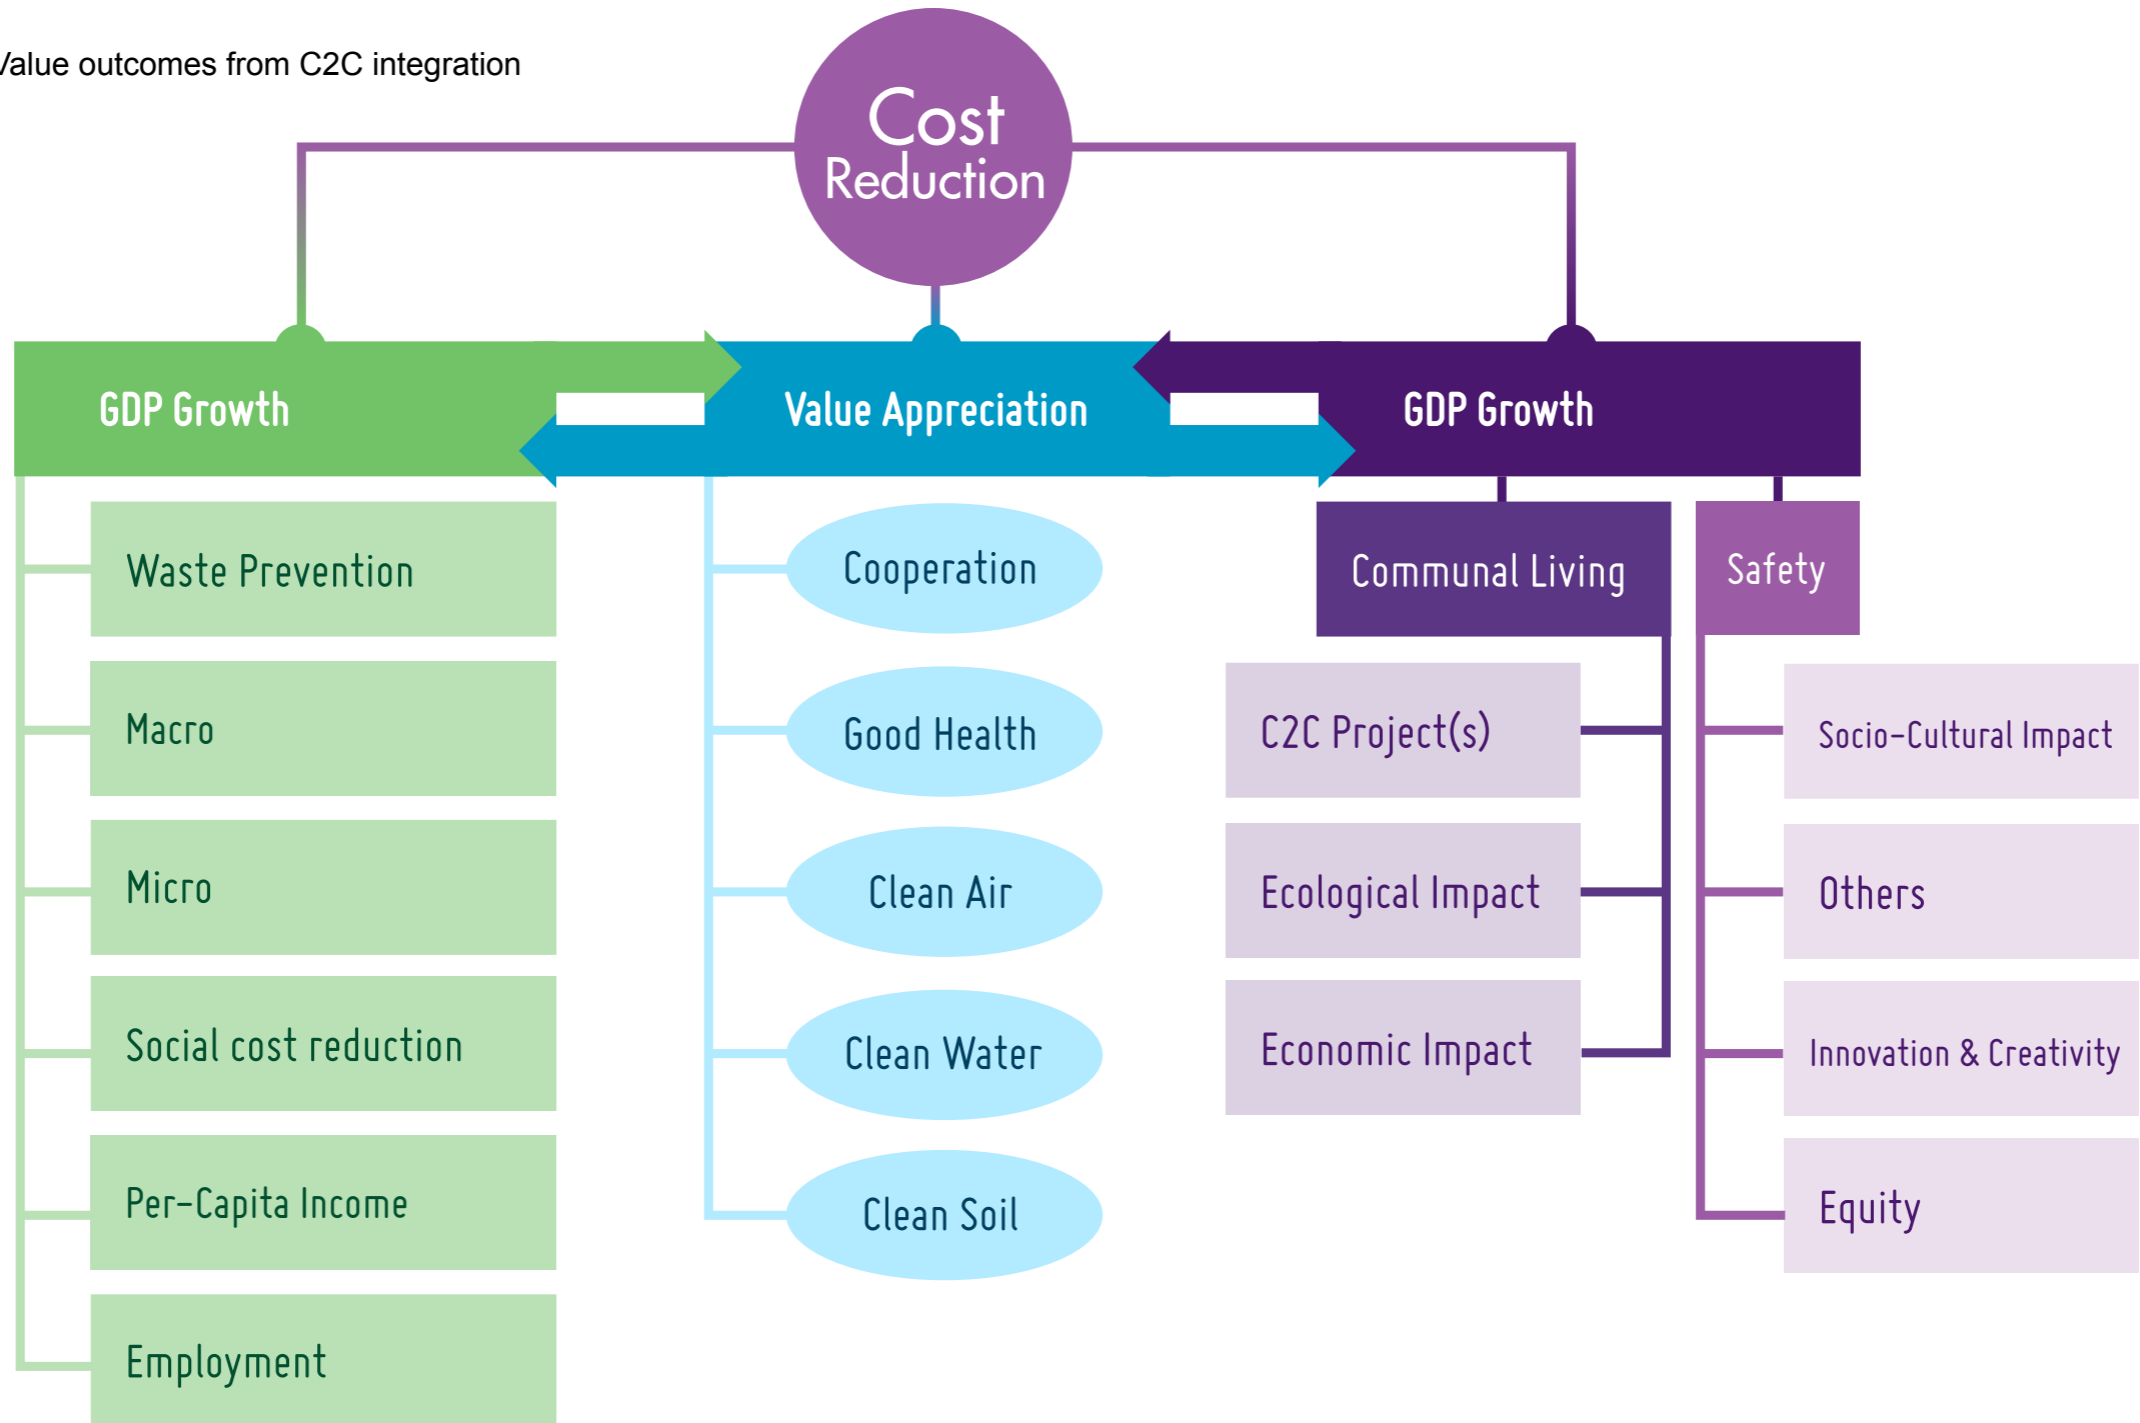 Value outcomes from C2C integration
Cost
Reduction
GDP Growth
Value Appreciation
GDP Growth
Waste Prevention
Macro
Micro
Social cost reduction
Per-Capita Income
Employment
Cooperation
Good Health
Clean Air
Clean Water
Clean Soil
Communal Living
C2C Project(s)
Ecological Impact
Economic Impact
Safety
Socio-Cultural Impact
Others
Innovation & Creativity
Equity